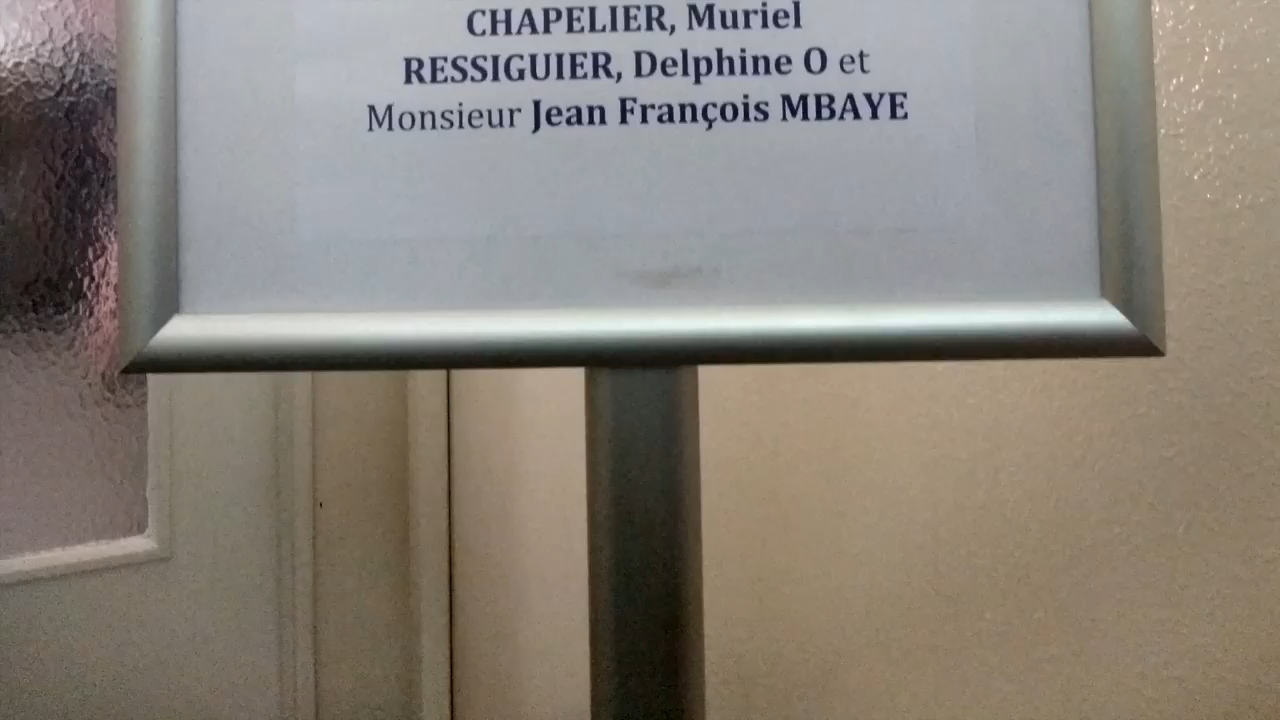 CHAPELIER, Muriel
RESSIGUIER, Delphine O et
Monsieur Jean François MBAYE